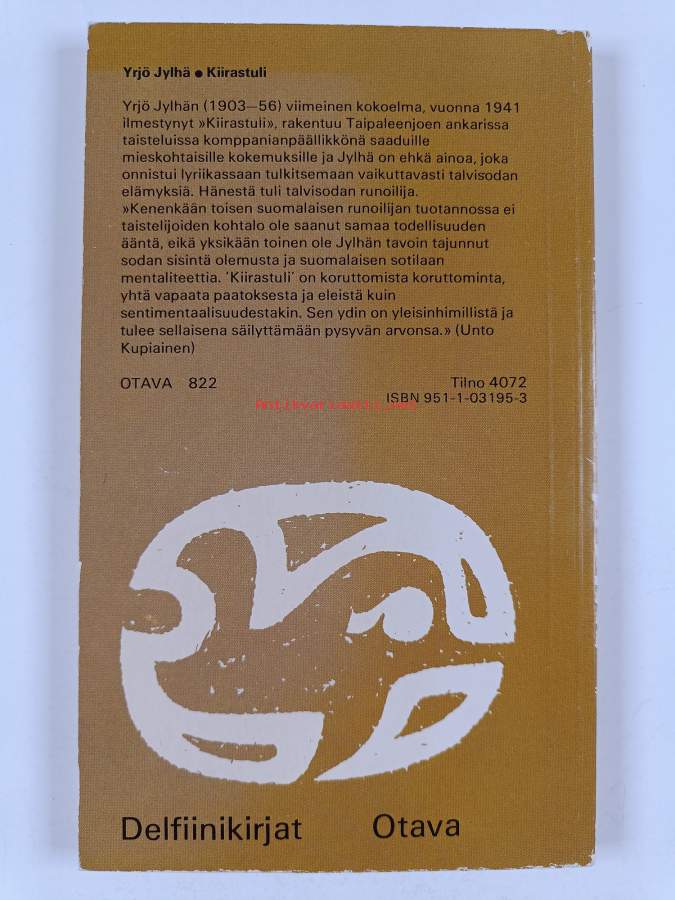 Yrjö Jylhä ● Kiirastuli
Yrjö Jylhän (1903—56) viimeinen kokoelma, vuonna 1941
ilmestynyt »Kiirastuli», rakentuu Taipaleenjoen ankarissa
taisteluissa komppanianpäällikkönä saaduille
mieskohtaisille kokemuksille ja Jylhä on ehkä ainoa, joka
onnistui lyriikassaan tulkitsemaan vaikuttavasti talvisodan
elämyksiä. Hänestä tuli talvisodan runoilija.
»Kenenkään toisen suomalaisen runoilijan tuotannossa ei
taistelijoiden kohtalo ole saanut samaa todellisuuden
ääntä, eikä yksikään toinen ole Jylhän tavoin tajunnut
sodan sisintä olemusta ja suomalaisen sotilaan
mentaliteettia. 'Kiirastuli' on koruttomista koruttominta,
yhtä vapaata paatoksesta ja eleistä kuin
sentimentaalisuudestakin. Sen ydin on yleisinhimillistä ja
tulee sellaisena säilyttämään pysyvän arvonsa.» (Unto
Kupiainen)
OTAVA 822
Tilno 4072
ISBN 951-1-03195-3
Delfiinikirjat Otava